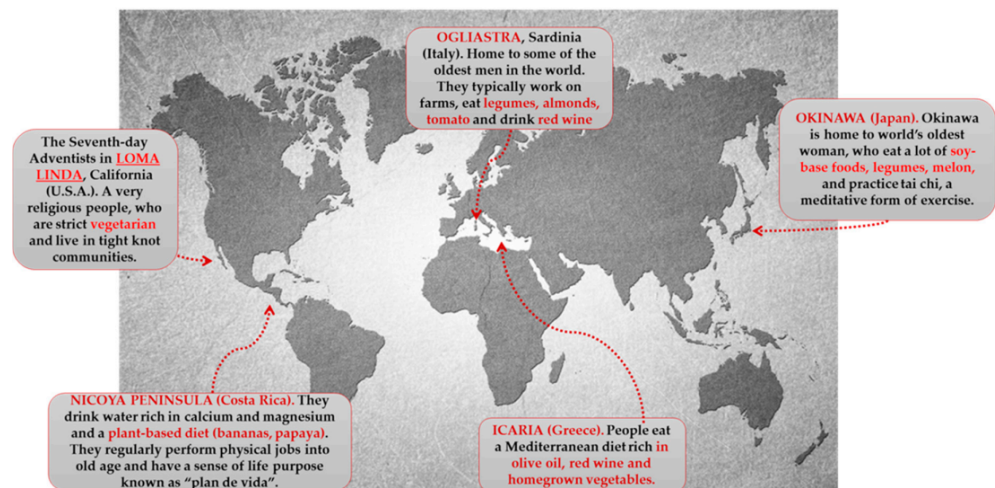 OGLIASTRA, Sardinia
(Italy). Home to some of the
oldest men in the world.
They typically work on
farms, eat legumes, almonds,
tomato and drink red wine
The Seventh-day
Adventists in LOMA
LINDA, California
(U.S.A.). A very
religious people, who
are strict vegetarian
and live in tight knot
communities.
OKINAWA (Japan). Okinawa
is home to world's oldest
woman, who eat a lot of soy-
base foods, legumes, melon,
and practice tai chi, a
meditative form of exercise.
NICOYA PENINSULA (Costa Rica). They
drink water rich in calcium and magnesium
and a plant-based diet (bananas, papaya).
They regularly perform physical jobs into
old age and have a sense of life purpose
known as “plan de vida”.
ICARIA (Greece). People eat
a Mediterranean diet rich in
olive oil, red wine and
homegrown vegetables.